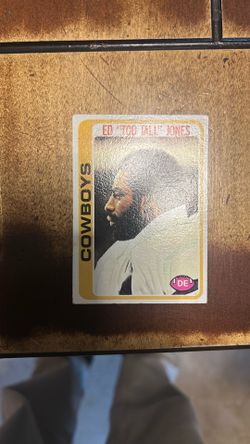 ED "TOO TALL" JONES
COWBOYS
DE